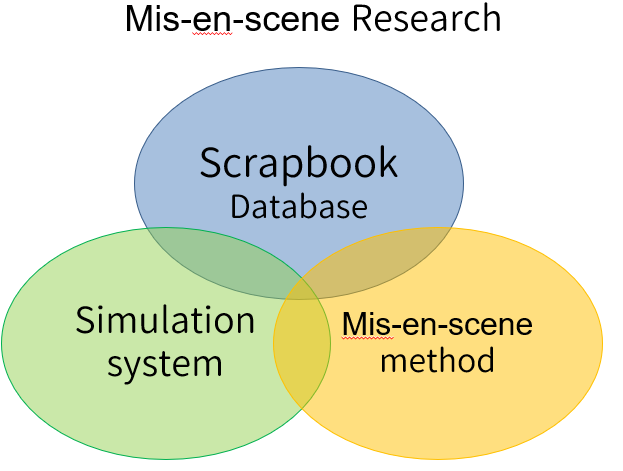 Mis-en-scene Research
Scrapbook
Database
Simulation
system
Mis-en-scene
method